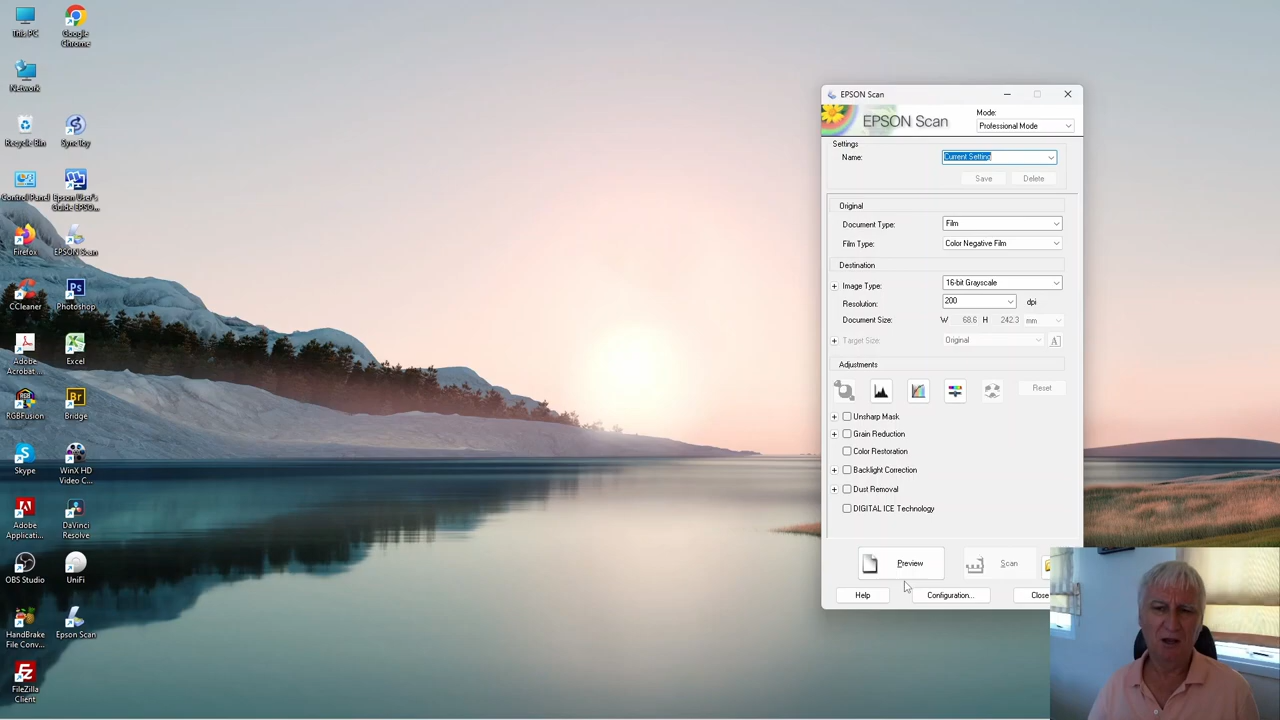 This PC
Google
Chrome
Network
Recycle Bin
SyncToy
Control Panel
Epson User's
Guide EPSO...
Firefox
EPSON Scan
CCleaner
Photoshop
Adobe
Acrobat ...
Excel
RGBFusion
Bridge
Skype
WinX HD
Video C...
Adobe
Applicati...
DaVinci
Resolve
OBS Studio
UniFi
HandBrake
File Conv...
Epson Scan
FileZilla
Client
EPSON Scan
EPSON Scan
Mode:
Professional Mode
Settings
Name:
Current Setting
Save
Delete
Original
Document Type:
Film
Film Type:
Color Negative Film
Destination
Image Type:
16-bit Grayscale
Resolution:
200
dpi
Document Size:
W 68.6 H 242.3 mm
Target Size:
Original
Adjustments
Reset
Unsharp Mask
Grain Reduction
Color Restoration
Backlight Correction
Dust Removal
DIGITAL ICE Technology
Preview
Scan
Help
Configuration...
Close